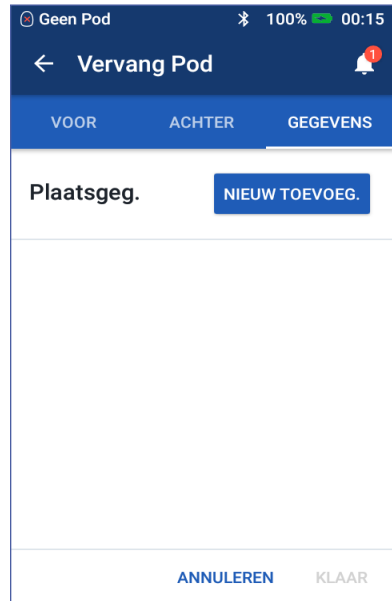 Geen Pod 100% 00:15
Vervang Pod 1
VOOR ACHTER GEGEVENS
Plaatsgeg. NIEUW TOEVOEG.
ANNULEREN KLAAR